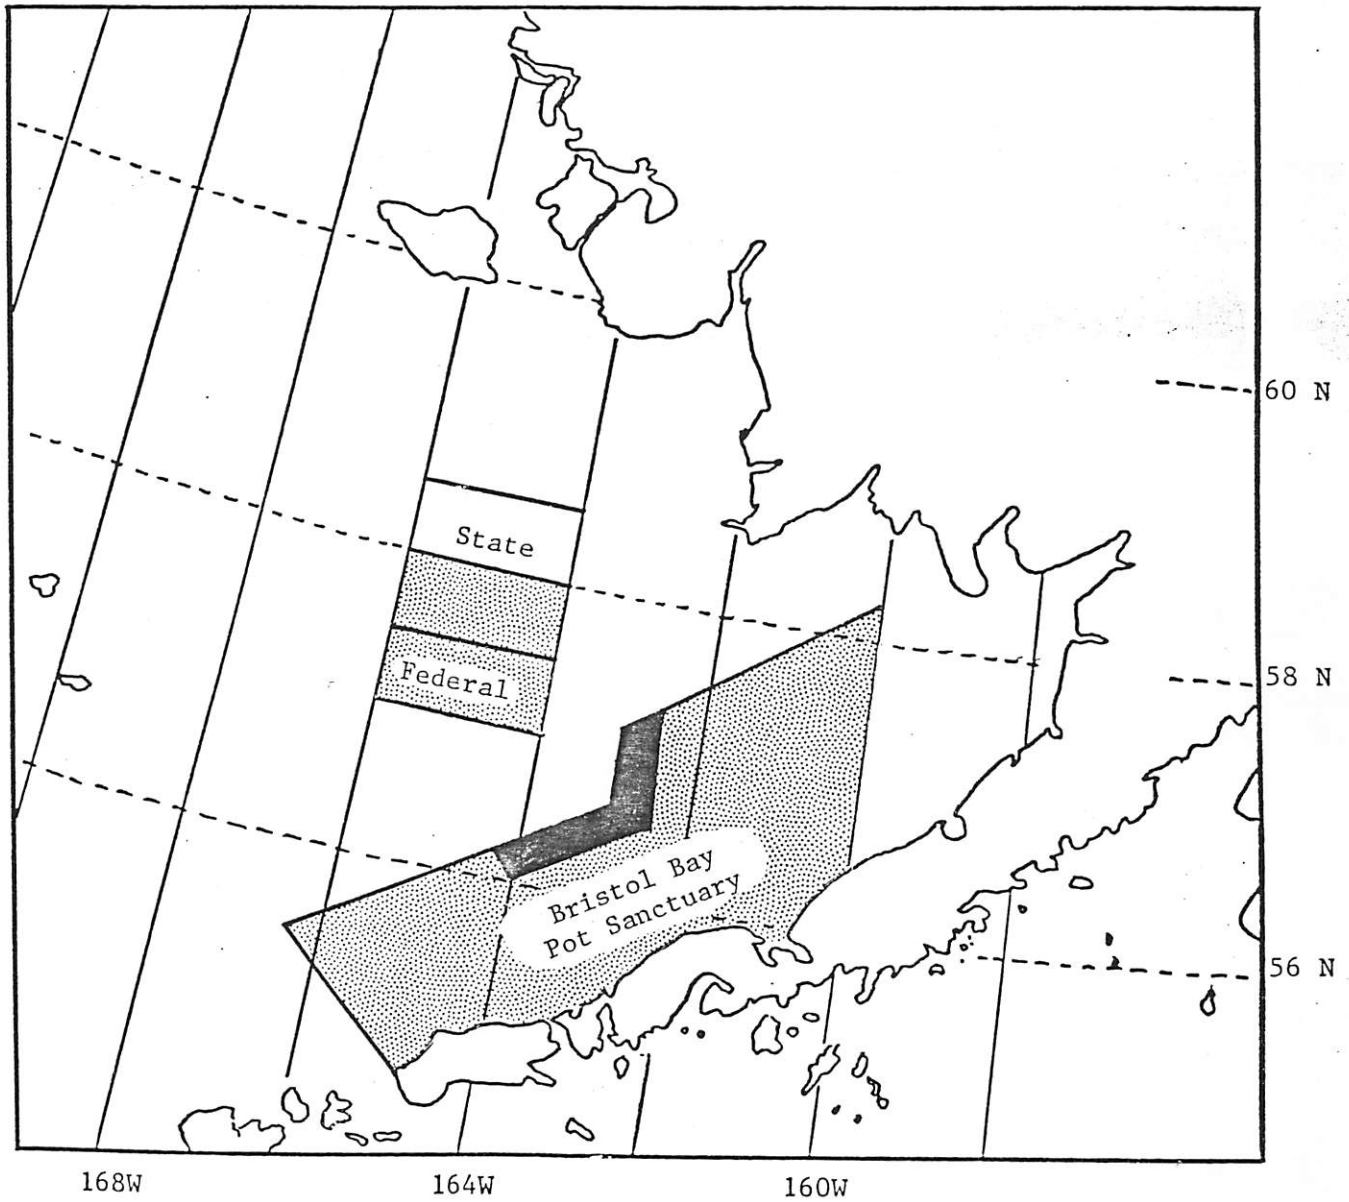 60 N
State
Federal
58 N
Bristol Bay
Pot Sanctuary
56 N
168W
164W
160W